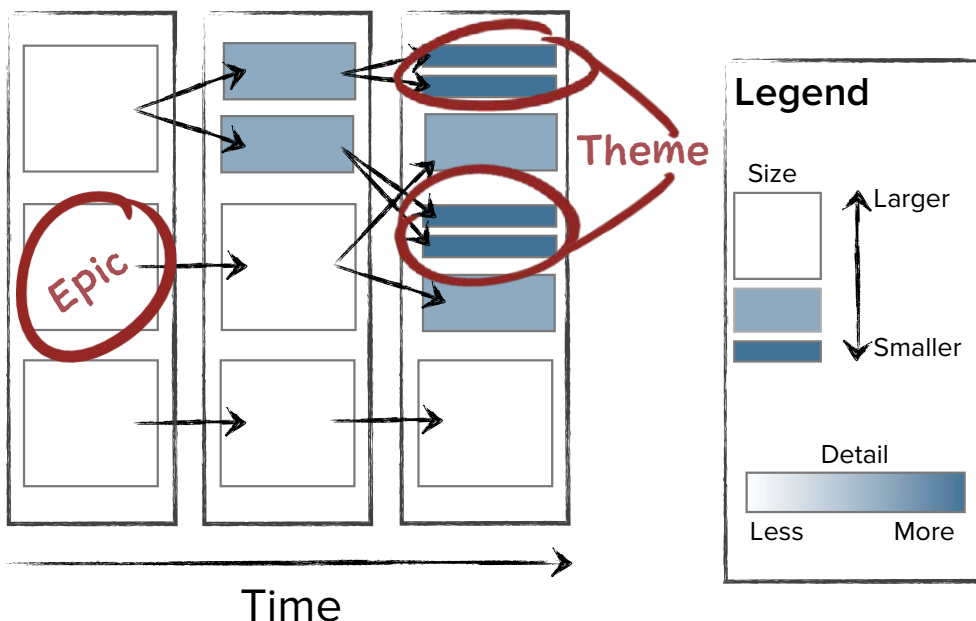 Epic
Theme
Time
Legend
Size
Larger
Smaller
Detail
Less
More